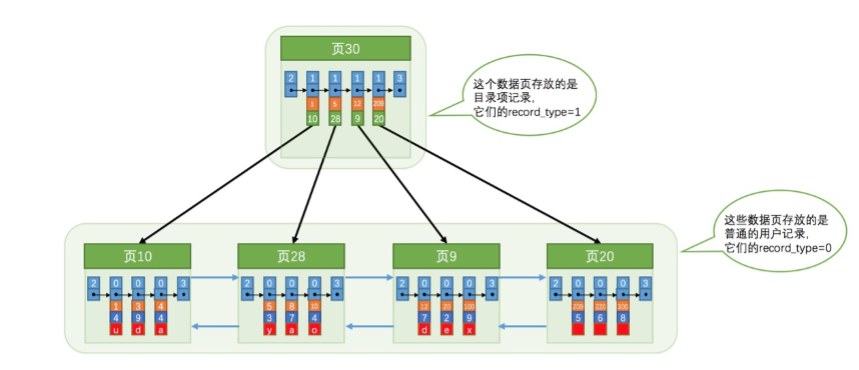 页30
2 1 1 1 1 3
1 5 12 209
10 28 9 20
这个数据页存放的是
目录项记录，
它们的record_type=1
这些数据页存放的是
普通的用户记录，
它们的record_type=0
页10 页28 页9 页20
2 0 0 0 3 2 0 0 0 3 2 0 0 0 3 2 0 0 0 3
1 3 4 5 8 10 12 20 100 209 220 300
4 9 4 3 7 4 7 2 9 5 6 8
u d a y a o d e x